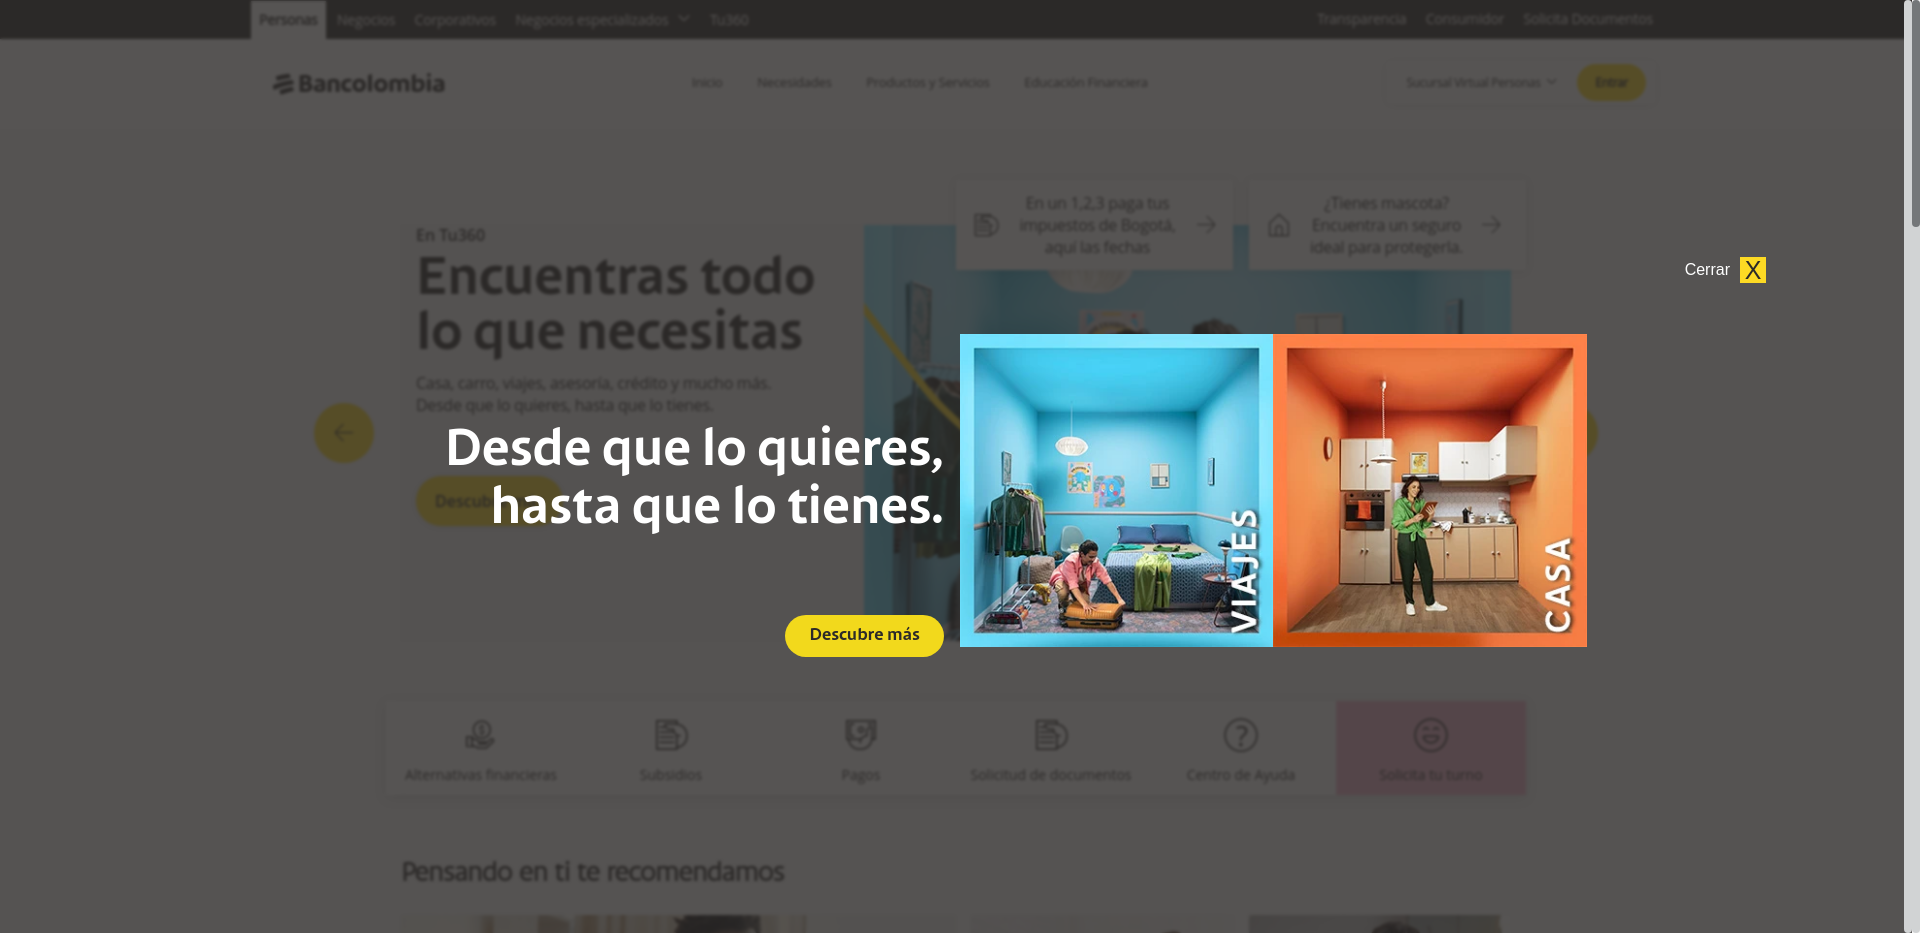 Personas
Negocios
Corporativos
Negocios especializados
Tu360
Transparencia
Consumidor
Solicita Documentos
Bancolombia
Inicio
Necesidades
Productos y Servicios
Educación Financiera
Sucursal Virtual Personas
Entrar
En un 1,2,3 paga tus
impuestos de Bogotá,
aquí las fechas
¿Tienes mascota?
Encuentra un seguro
ideal para protegerla.
En Tu360
Encuentras todo
lo que necesitas
Casa, carro, viajes, asesoría, crédito y mucho más.
Desde que lo quieres, hasta que lo tienes.
Cerrar X
Desde que lo quieres,
hasta que lo tienes.
Descubre más
VIAJES
CASA
Alternativas financieras
Subsidios
Pagos
Solicitud de documentos
Centro de Ayuda
Solicita tu turno
Pensando en ti te recomendamos